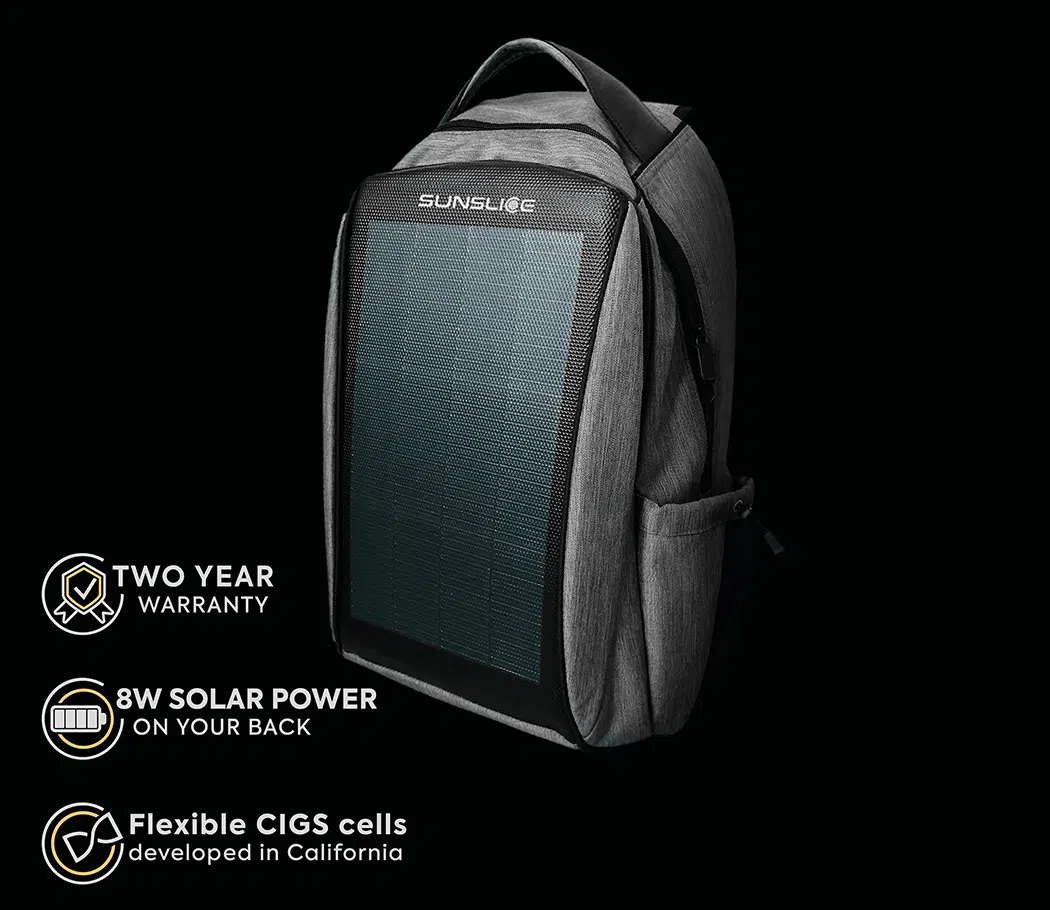 SUNSLICE
TWO YEAR
WARRANTY
8W SOLAR POWER
ON YOUR BACK
Flexible CIGS cells
developed in California